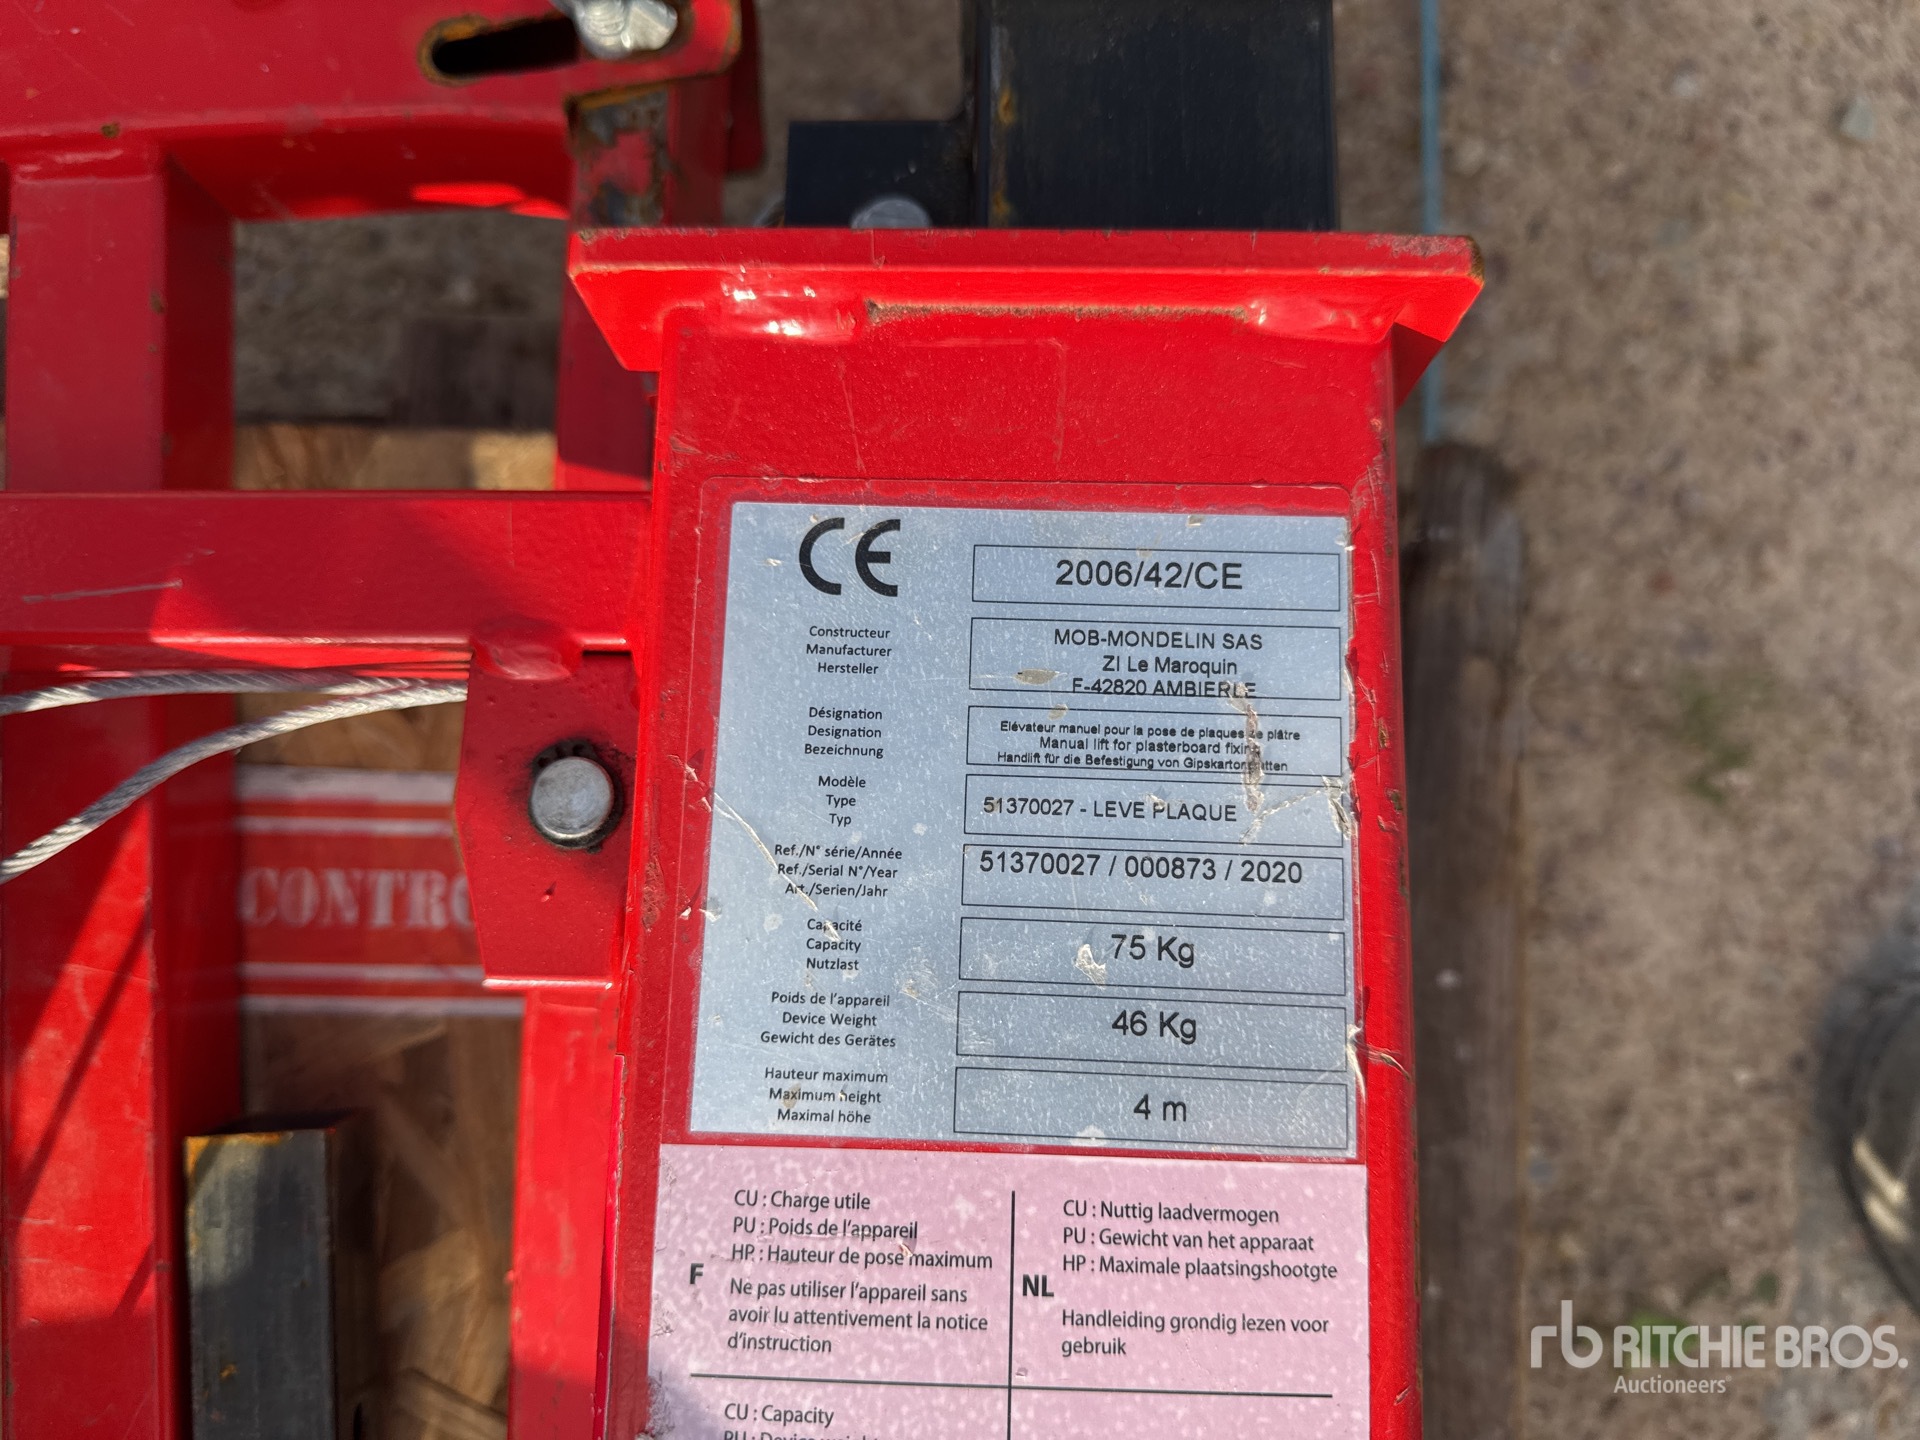 CE
2006/42/CE
Constructeur
Manufacturer
Hersteller
MOB-MONDELIN SAS
ZI Le Maroquin
F-42820 AMBIERLE
Désignation
Designation
Bezeichnung
Elévateur manuel pour la pose de plaques de plâtre
Manual lift for plasterboard fixing
Handlift für die Befestigung von Gipskartonplatten
Modèle
Type
Typ
51370027 - LEVE PLAQUE
Ref./N° série/Année
Ref./Serial N°/Year
Art./Serien/Jahr
51370027 / 000873 / 2020
Capacité
Capacity
Nutzlast
75 Kg
Poids de l'appareil
Device Weight
Gewicht des Gerätes
46 Kg
Hauteur maximum
Maximum height
Maximal höhe
4 m
CONTRO
F
CU : Charge utile
PU : Poids de l'appareil
HP : Hauteur de pose maximum
Ne pas utiliser l'appareil sans
avoir lu attentivement la notice
d'instruction
NL
CU : Nuttig laadvermogen
PU : Gewicht van het apparaat
HP : Maximale plaatsingshootgte
Handleiding grondig lezen voor
gebruik
CU : Capacity
PU : Device
rb RITCHIE BROS.
Auctioneers